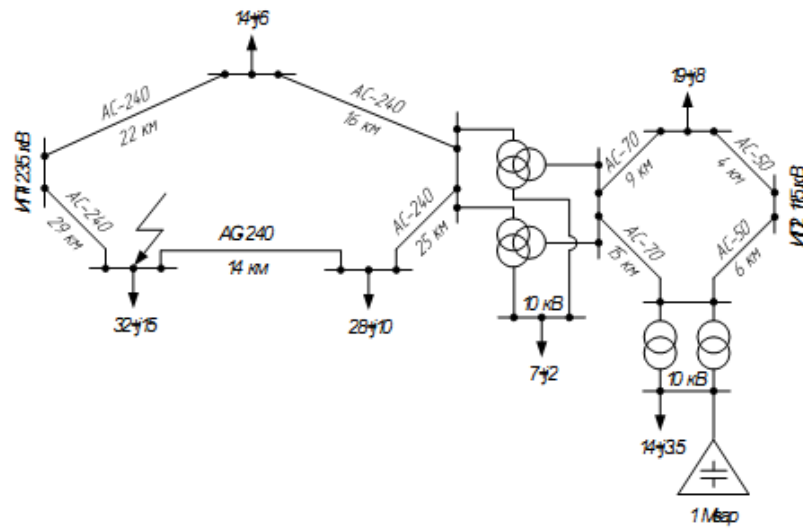 14+j6
19+j8
АС-240
22 км
АС-240
16 км
ИП1 235 кВ
АС-240
29 км
АС-240
14 км
АС-240
25 км
32+j15
28+j10
10 кВ
7+j2
АС-70
9 км
АС-50
4 км
ИП2 115 кВ
АС-70
15 км
АС-50
6 км
10 кВ
14+j3.5
1 Мвар